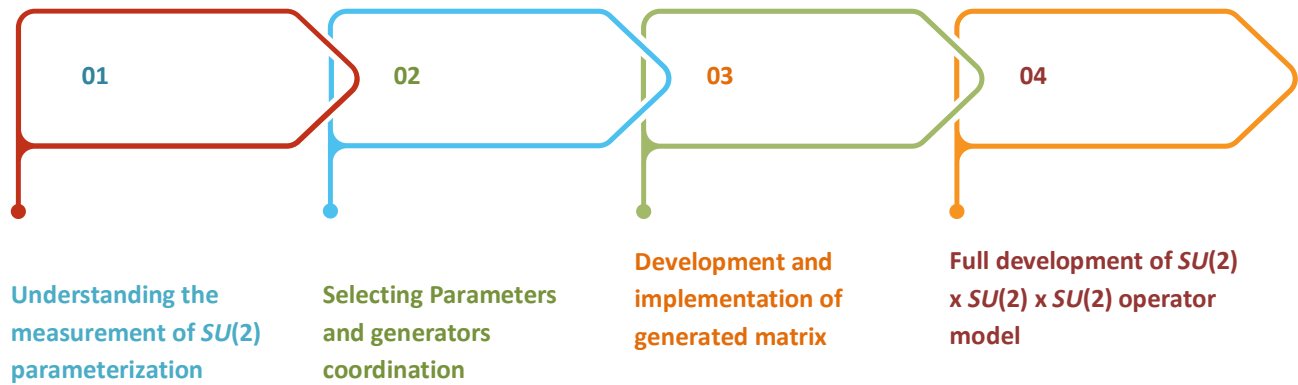 01
02
03
04
Understanding the
measurement of SU(2)
parameterization
Selecting Parameters
and generators
coordination
Development and
implementation of
generated matrix
Full development of SU(2)
x SU(2) x SU(2) operator
model